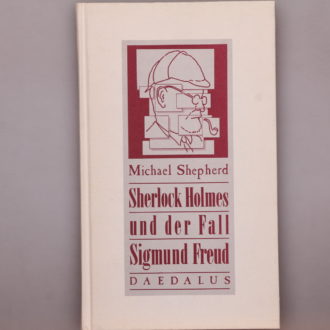 Michael Shepherd
Sherlock Holmes
und der Fall
Sigmund Freud
DAEDALUS